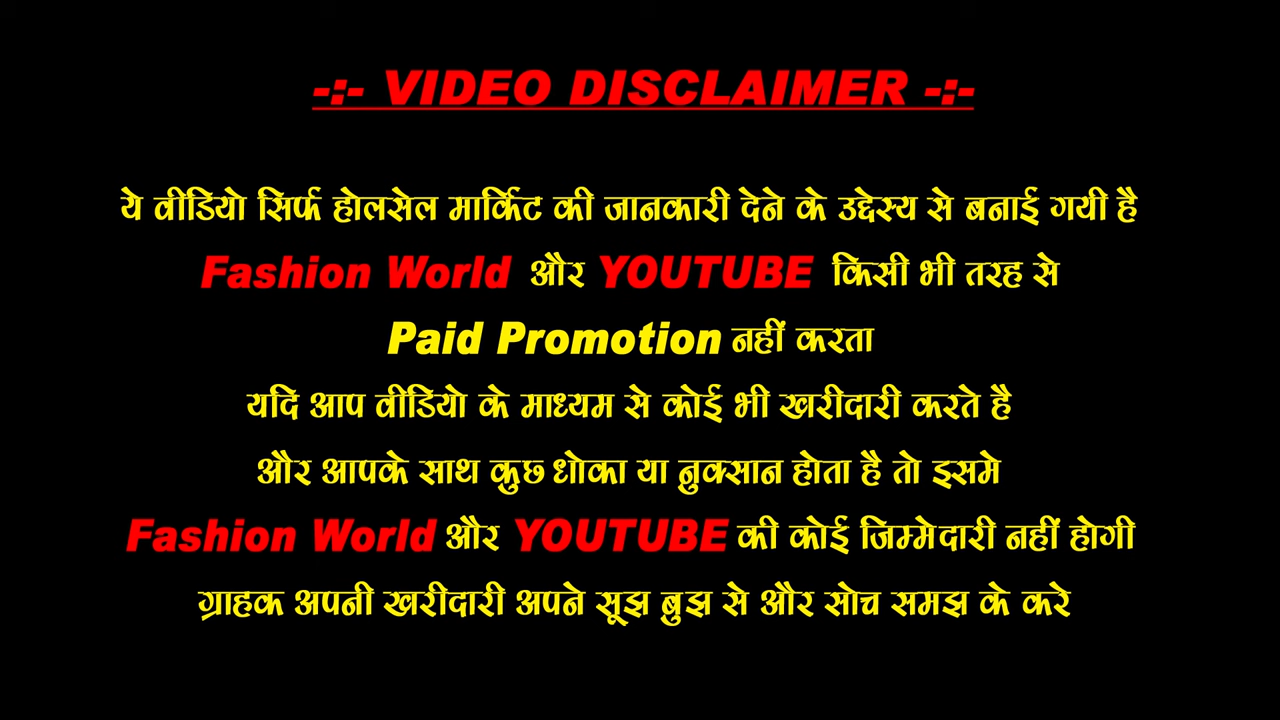 -:- VIDEO DISCLAIMER -:-
ये वीडियो सिर्फ होलसेल मार्किट की जानकारी देने के उद्देस्य से बनाई गयी है
Fashion World और YOUTUBE किसी भी तरह से
Paid Promotion नहीं करता
यदि आप वीडियो के माध्यम से कोई भी खरीदारी करते है
और आपके साथ कुछ धोका या नुक्सान होता है तो इसमे
Fashion World और YOUTUBE की कोई जिम्मेदारी नहीं होगी
ग्राहक अपनी खरीदारी अपने सूझ बुझ से और सोच समझ के करे